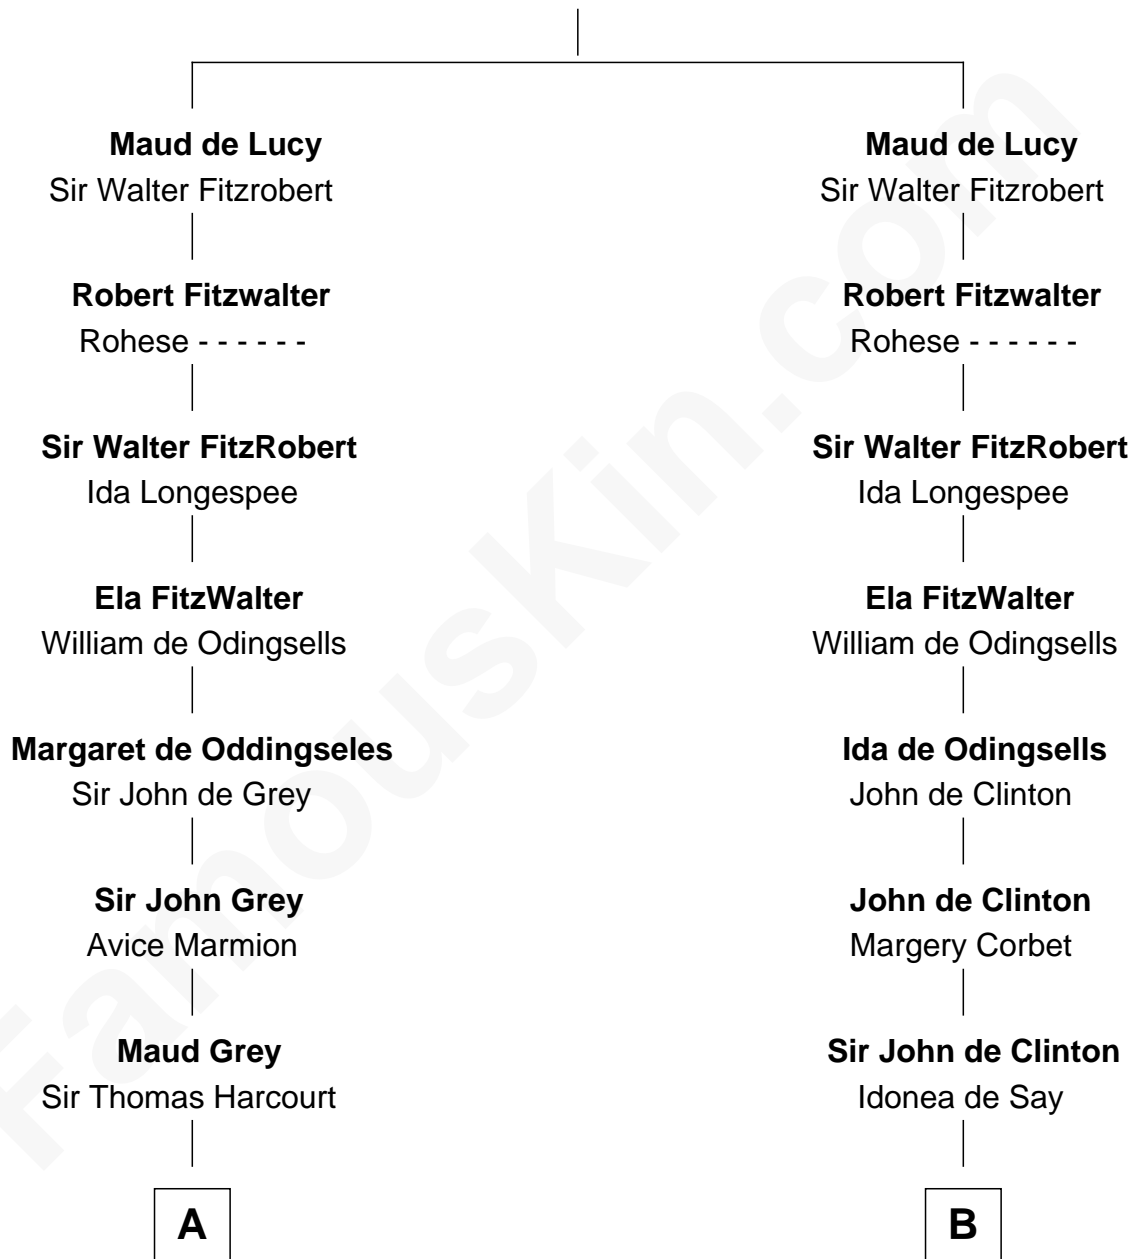 Maud de Lucy
Sir Walter Fitzrobert
Robert Fitzwalter
Rohese - - - - - -
Sir Walter FitzRobert
Ida Longespee
Ela FitzWalter
William de Odingsells
Margaret de Oddingseles
Sir John de Grey
Sir John Grey
Avice Marmion
Maud Grey
Sir Thomas Harcourt
A
Maud de Lucy
Sir Walter Fitzrobert
Robert Fitzwalter
Rohese - - - - - -
Sir Walter FitzRobert
Ida Longespee
Ela FitzWalter
William de Odingsells
Ida de Odingsells
John de Clinton
John de Clinton
Margery Corbet
Sir John de Clinton
Idonea de Say
B
FamousKin.com